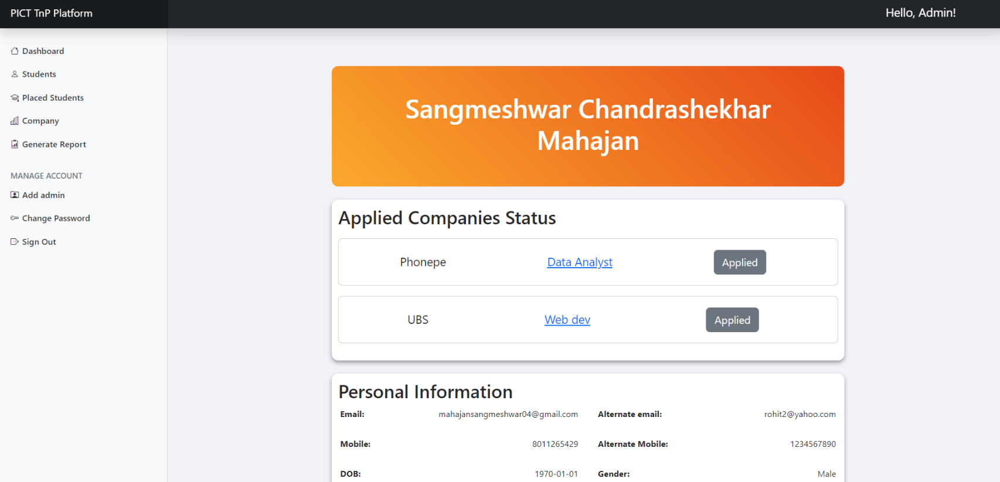 PICT TnP Platform
Hello, Admin!
Dashboard
Students
Placed Students
Company
Generate Report
MANAGE ACCOUNT
Add admin
Change Password
Sign Out
Sangmeshwar Chandrashekhar
Mahajan
Applied Companies Status
Phonepe Data Analyst Applied
UBS Web dev Applied
Personal Information
Email: mahajansangmeshwar04@gmail.com Alternate email: rohit2@yahoo.com
Mobile: 8011265429 Alternate Mobile: 1234567890
DOB: 1970-01-01 Gender: Male